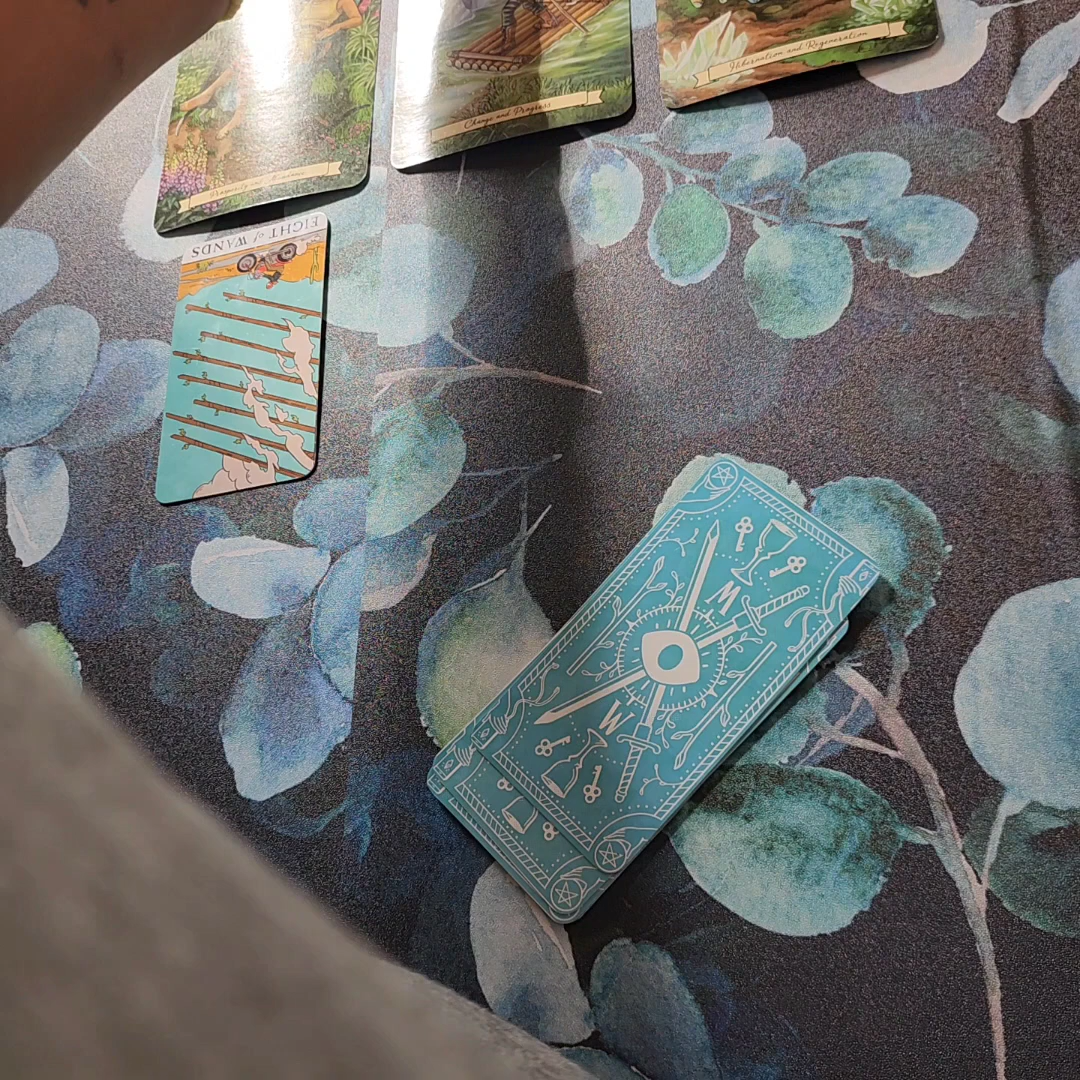 Change and Progress
Hibernation and Regeneration
EIGHT of WANDS
M
M